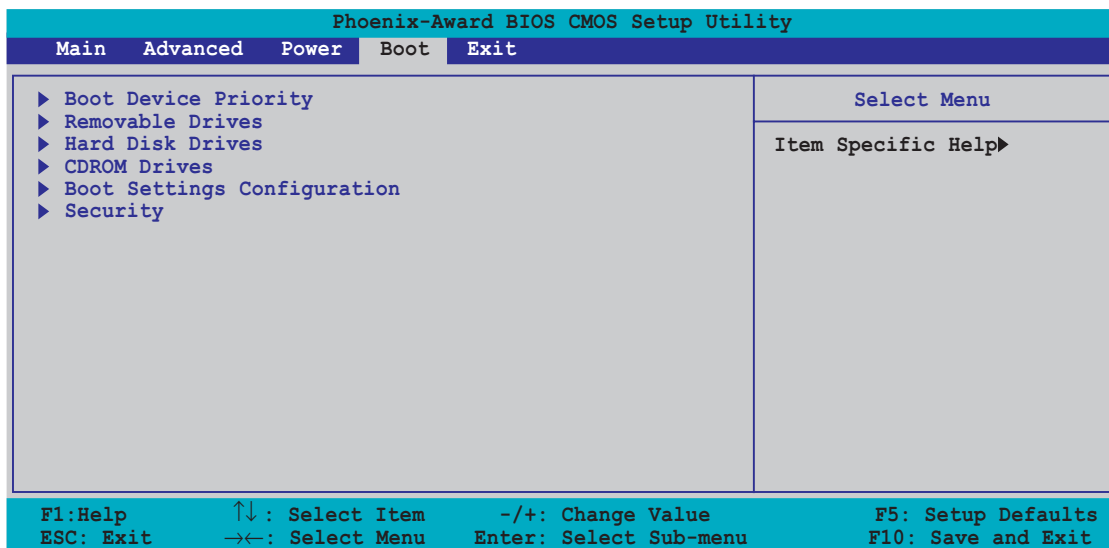 Phoenix-Award BIOS CMOS Setup Utility
Main Advanced Power Boot Exit
▶ Boot Device Priority
▶ Removable Drives
▶ Hard Disk Drives
▶ CDROM Drives
▶ Boot Settings Configuration
▶ Security
Select Menu
Item Specific Help▶
F1:Help ↑↓ : Select Item -/+: Change Value F5: Setup Defaults
ESC: Exit →←: Select Menu Enter: Select Sub-menu F10: Save and Exit